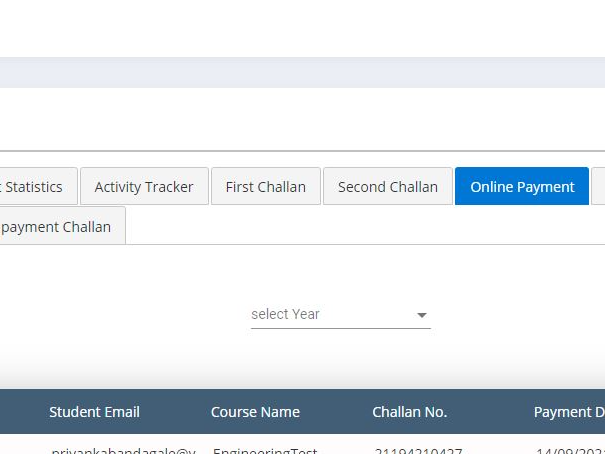 Statistics Activity Tracker First Challan Second Challan Online Payment
payment Challan
select Year
Student Email Course Name Challan No. Payment D
priyankabandagale@y EngineeringTest 21194210427 14/09/202